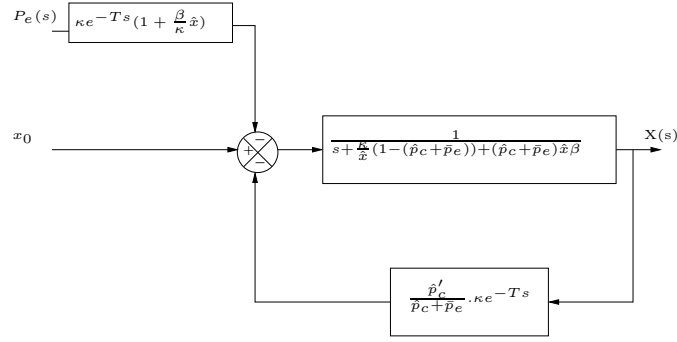 P_e(s)
κe^{-Ts}(1 + \frac{β}{κ}\hat{x})
x_0
+ − −
\frac{1}{s+\frac{κ}{\hat{x}}(1-(\hat{p}_c+\bar{p}_e))+(\hat{p}_c+\bar{p}_e)\hat{x}β}
X(s)
\frac{\hat{p}'_c}{\hat{p}_c+\bar{p}_e}.κe^{-Ts}